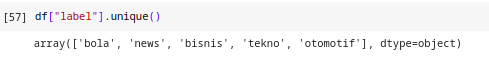 [57] df["label"].unique()
array(['bola', 'news', 'bisnis', 'tekno', 'otomotif'], dtype=object)